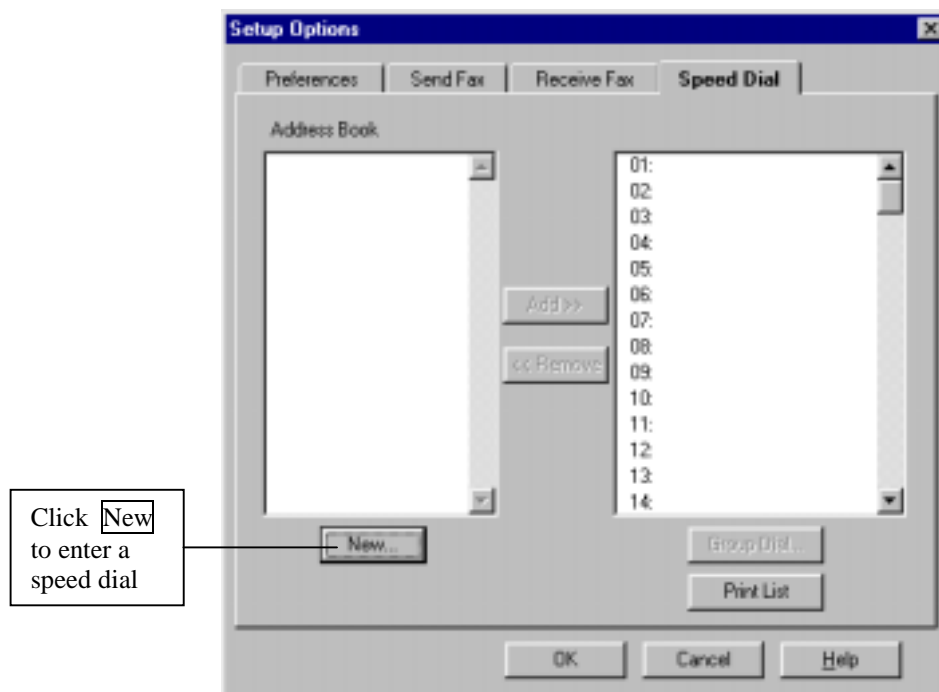 Setup Options
Preferences Send Fax Receive Fax Speed Dial
Address Book
01:
02:
03:
04:
05:
06:
07:
08:
09:
10:
11:
12:
13:
14:
Add >>
<< Remove
New...
Group Dial...
Print List
OK Cancel Help
Click New
to enter a
speed dial